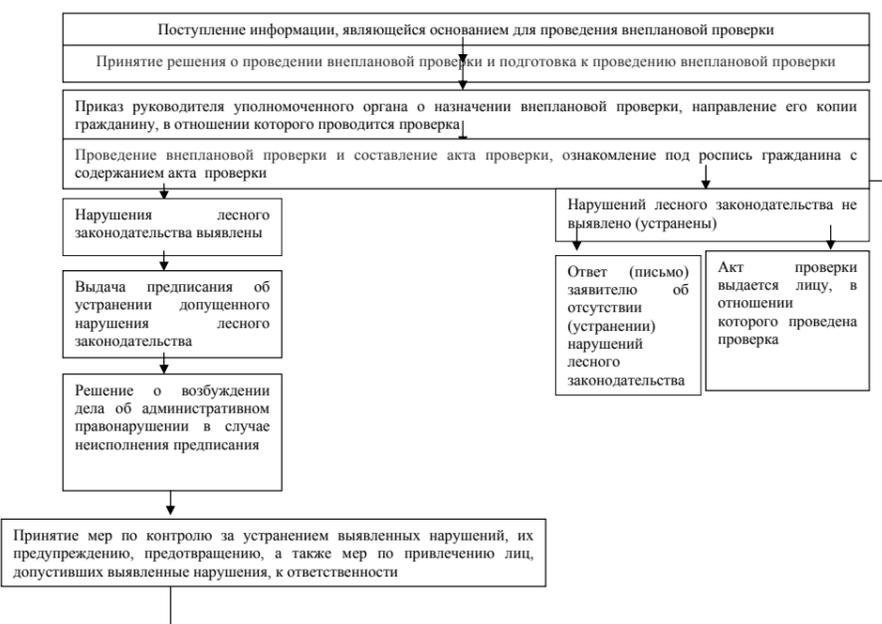 Поступление информации, являющейся основанием для проведения внеплановой проверки
Принятие решения о проведении внеплановой проверки и подготовка к проведению внеплановой проверки
Приказ руководителя уполномоченного органа о назначении внеплановой проверки, направление его копии
гражданину, в отношении которого проводится проверка
Проведение внеплановой проверки и составление акта проверки, ознакомление под роспись гражданина с
содержанием акта проверки
Нарушения лесного
законодательства выявлены
Выдача предписания об
устранении допущенного
нарушения лесного
законодательства
Решение о возбуждении
дела об административном
правонарушении в случае
неисполнения предписания
Принятие мер по контролю за устранением выявленных нарушений, их
предупреждению, предотвращению, а также мер по привлечению лиц,
допустивших выявленные нарушения, к ответственности
Нарушений лесного законодательства не
выявлено (устранены)
Ответ (письмо)
заявителю об
отсутствии
(устранении)
нарушений
лесного
законодательства
Акт проверки
выдается лицу, в
отношении
которого проведена
проверка